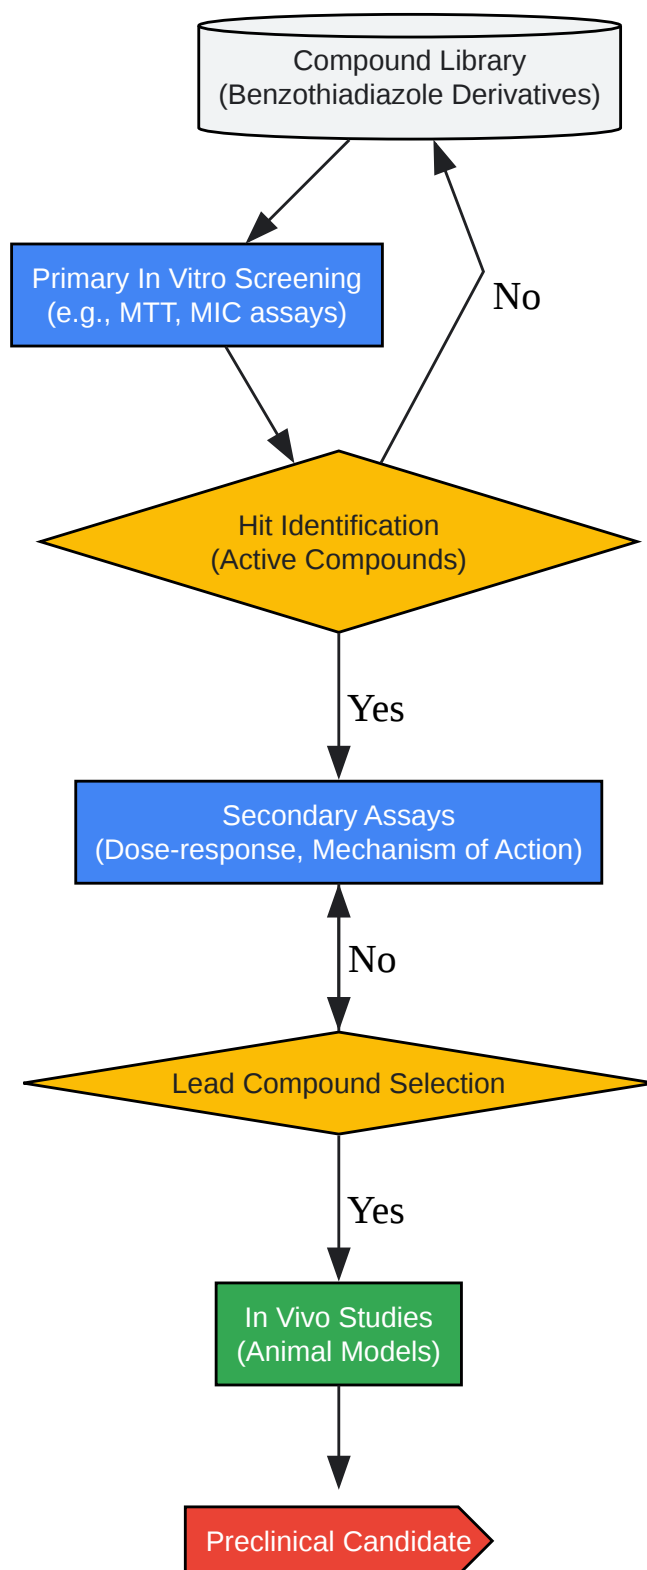 Compound Library
(Benzothiadiazole Derivatives)
Primary In Vitro Screening
(e.g., MTT, MIC assays)
No
Hit Identification
(Active Compounds)
Yes
Secondary Assays
(Dose-response, Mechanism of Action)
No
Lead Compound Selection
Yes
In Vivo Studies
(Animal Models)
Preclinical Candidate